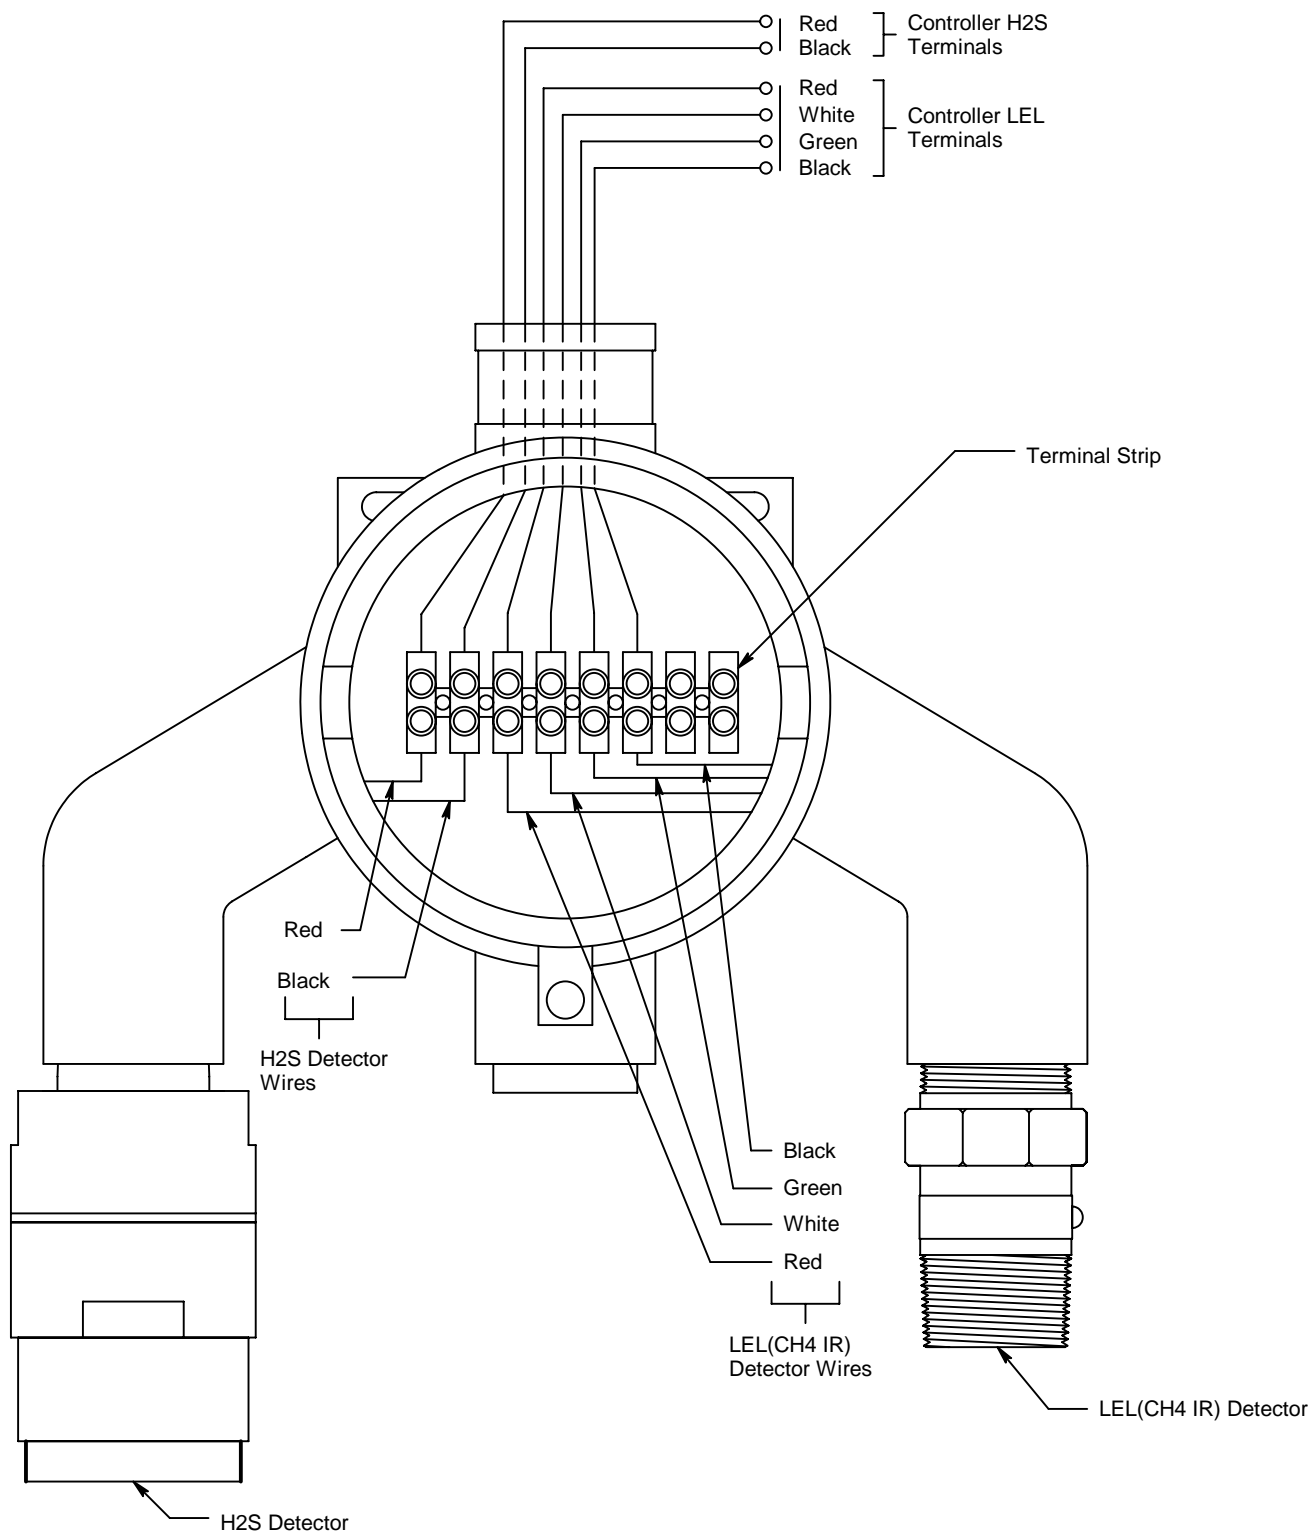 Red
Black
Controller H2S
Terminals
Red
White
Green
Black
Controller LEL
Terminals
Terminal Strip
Red
Black
H2S Detector
Wires
Black
Green
White
Red
LEL(CH4 IR)
Detector Wires
LEL(CH4 IR) Detector
H2S Detector